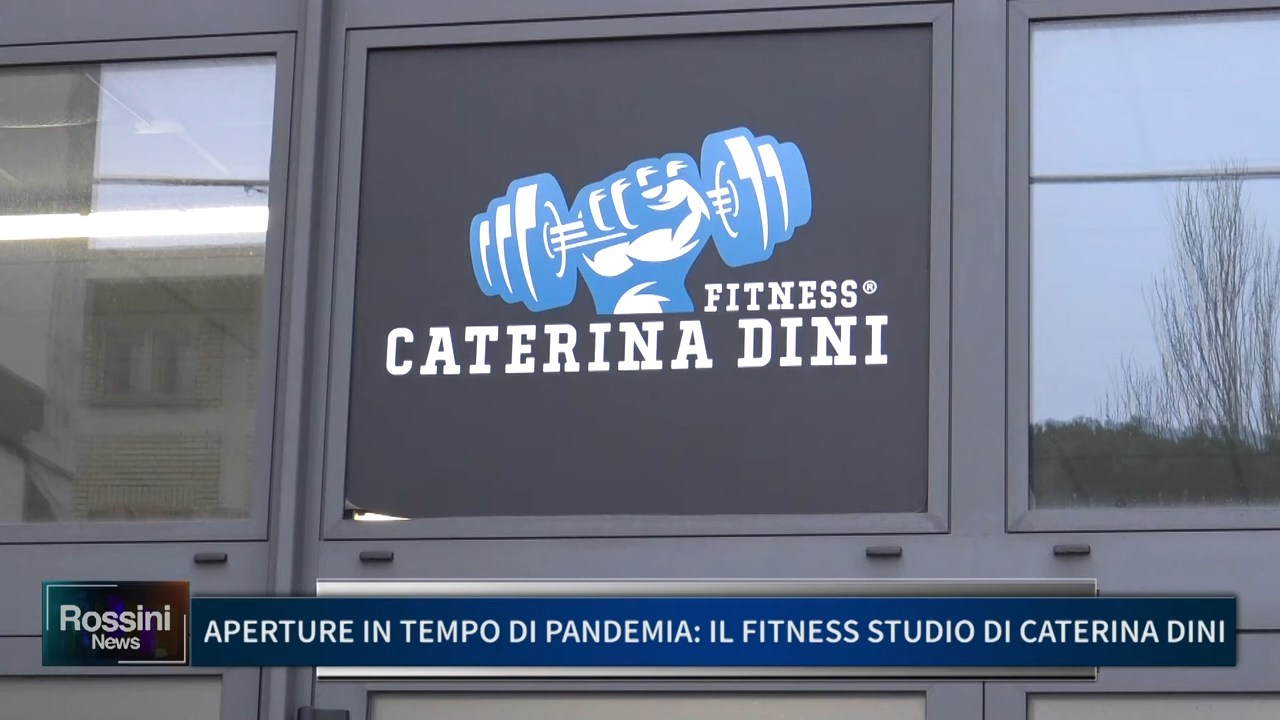 FITNESS®
CATERINA DINI
Rossini
News
APERTURE IN TEMPO DI PANDEMIA: IL FITNESS STUDIO DI CATERINA DINI